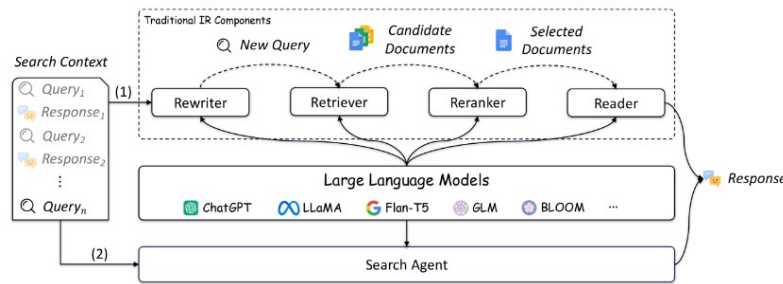 Traditional IR Components
New Query
Candidate
Documents
Selected
Documents
Search Context
Query1
Response1
Query2
Response2
⋮
Queryn
(1)
Rewriter
Retriever
Reranker
Reader
Large Language Models
ChatGPT
LLaMA
Flan-T5
GLM
BLOOM
...
Response
(2)
Search Agent